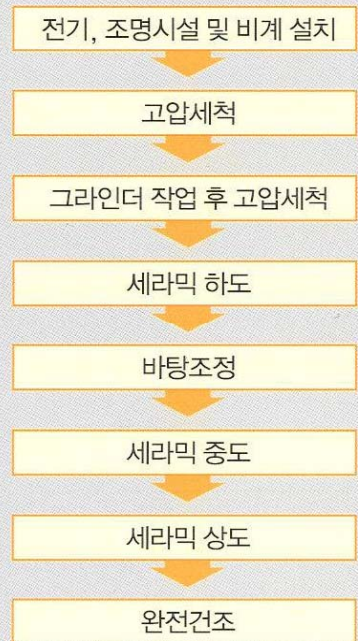 전기, 조명시설 및 비계 설치
고압세척
그라인더 작업 후 고압세척
세라믹 하도
바탕조정
세라믹 중도
세라믹 상도
완전건조